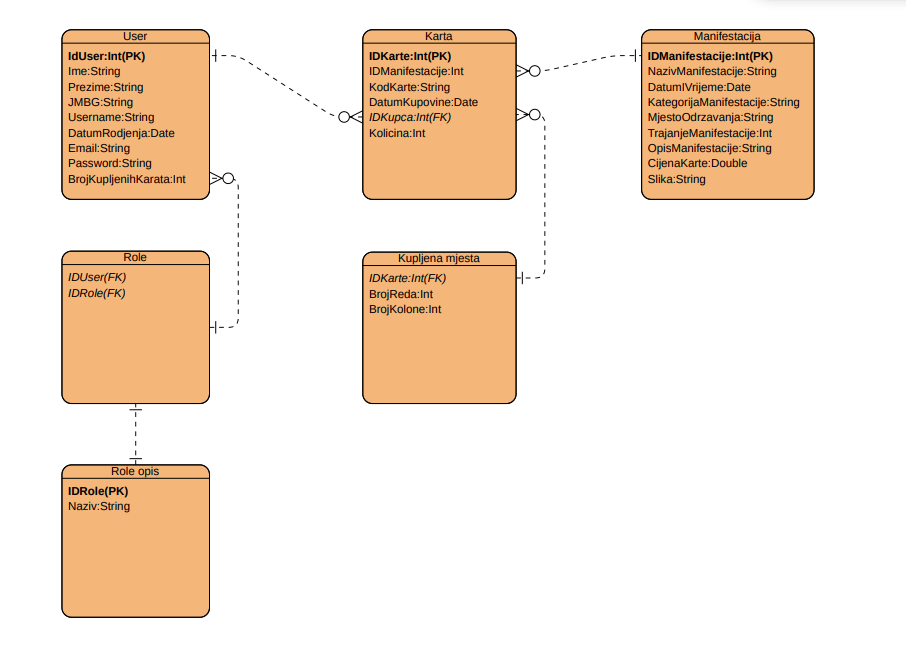 User
IdUser:Int(PK)
Ime:String
Prezime:String
JMBG:String
Username:String
DatumRodjenja:Date
Email:String
Password:String
BrojKupljenihKarata:Int
Karta
IDKarte:Int(PK)
IDManifestacije:Int
KodKarte:String
DatumKupovine:Date
IDKupca:Int(FK)
Kolicina:Int
Manifestacija
IDManifestacije:Int(PK)
NazivManifestacije:String
DatumIVrijeme:Date
KategorijaManifestacije:String
MjestoOdrzavanja:String
TrajanjeManifestacije:Int
OpisManifestacije:String
CijenaKarte:Double
Slika:String
Role
IDUser(FK)
IDRole(FK)
Kupljena mjesta
IDKarte:Int(FK)
BrojReda:Int
BrojKolone:Int
Role opis
IDRole(PK)
Naziv:String